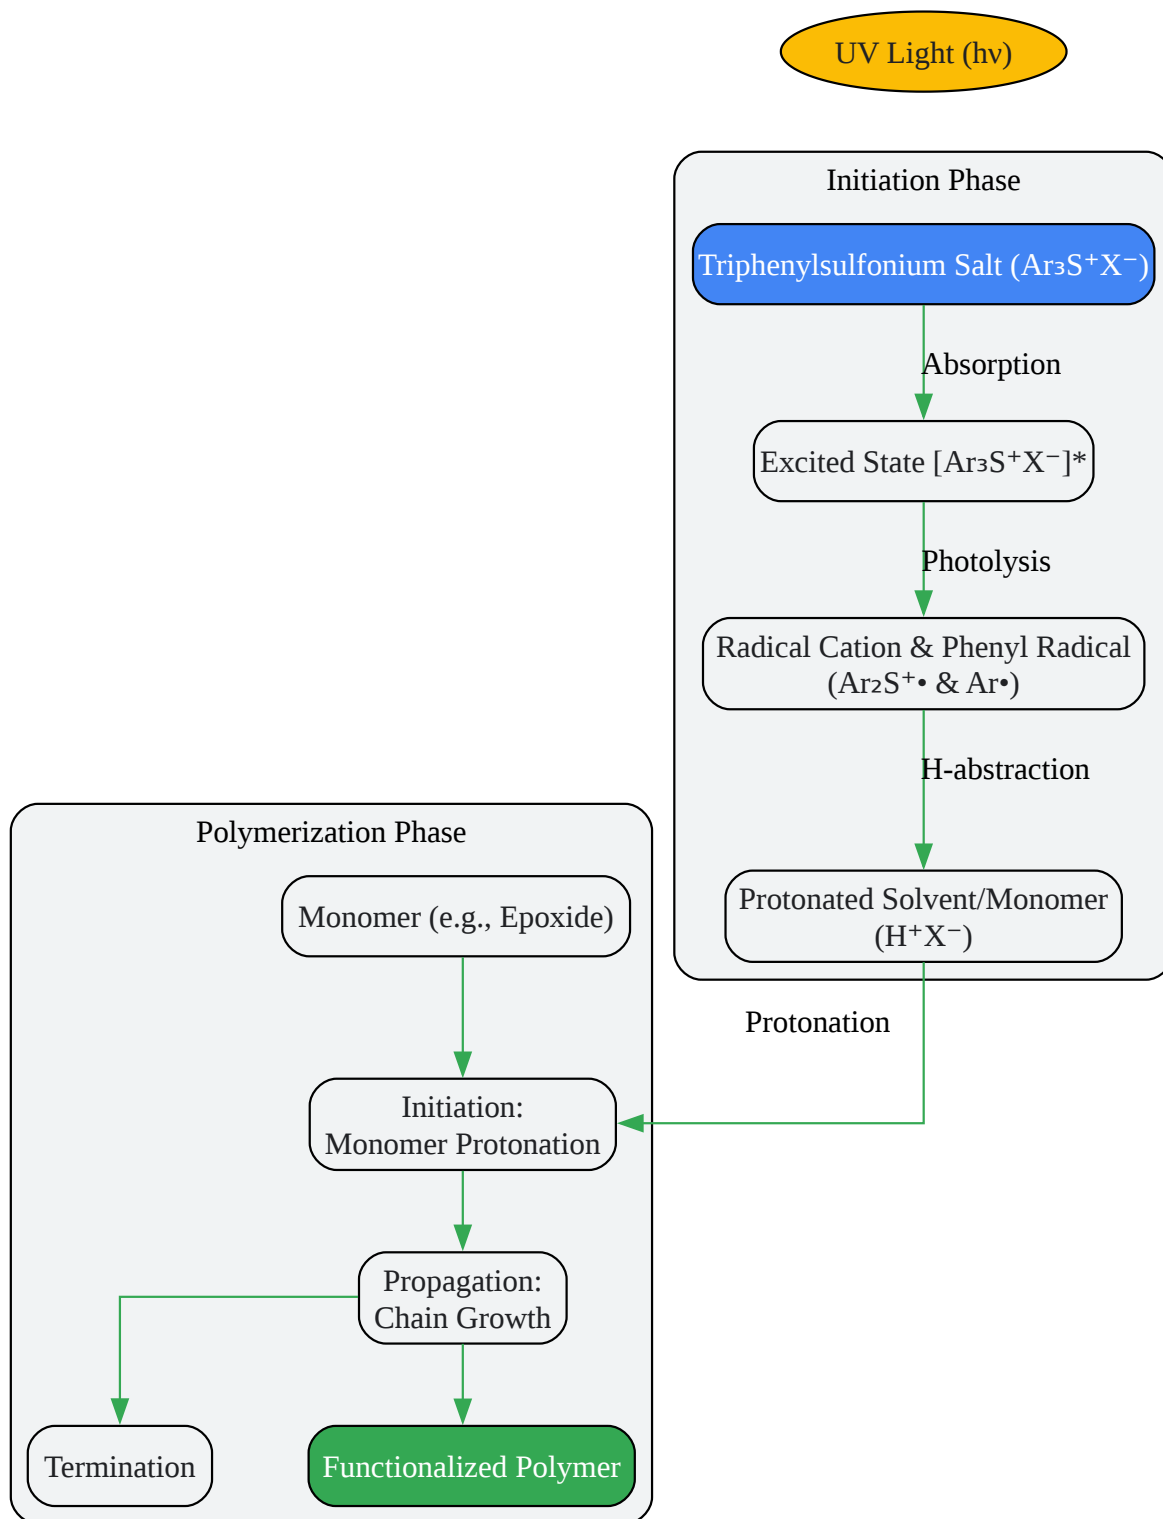 UV Light (hν)
Initiation Phase
Triphenylsulfonium Salt (Ar₃S⁺X⁻)
Absorption
Excited State [Ar₃S⁺X⁻]*
Photolysis
Radical Cation & Phenyl Radical
(Ar₂S⁺• & Ar•)
H-abstraction
Protonated Solvent/Monomer
(H⁺X⁻)
Protonation
Polymerization Phase
Monomer (e.g., Epoxide)
Initiation:
Monomer Protonation
Propagation:
Chain Growth
Termination
Functionalized Polymer